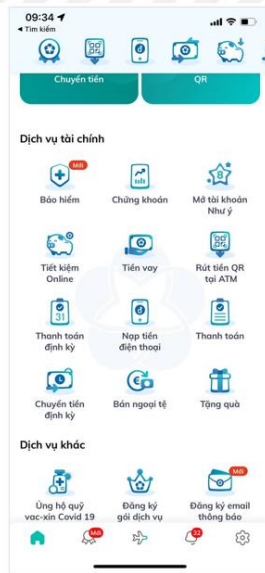 09:34
Tìm kiếm
Chuyển tiền
QR
Dịch vụ tài chính
Mới
Bảo hiểm
Chứng khoán
Mở tài khoản
Như ý
Tiết kiệm
Online
Tiền vay
Rút tiền QR
tại ATM
Thanh toán
định kỳ
Nạp tiền
điện thoại
Thanh toán
Chuyển tiền
định kỳ
Bán ngoại tệ
Tặng quà
Dịch vụ khác
Mới
Ủng hộ quỹ
vac-xin Covid 19
Đăng ký
gói dịch vụ
Đăng ký email
thông báo
Mới
22